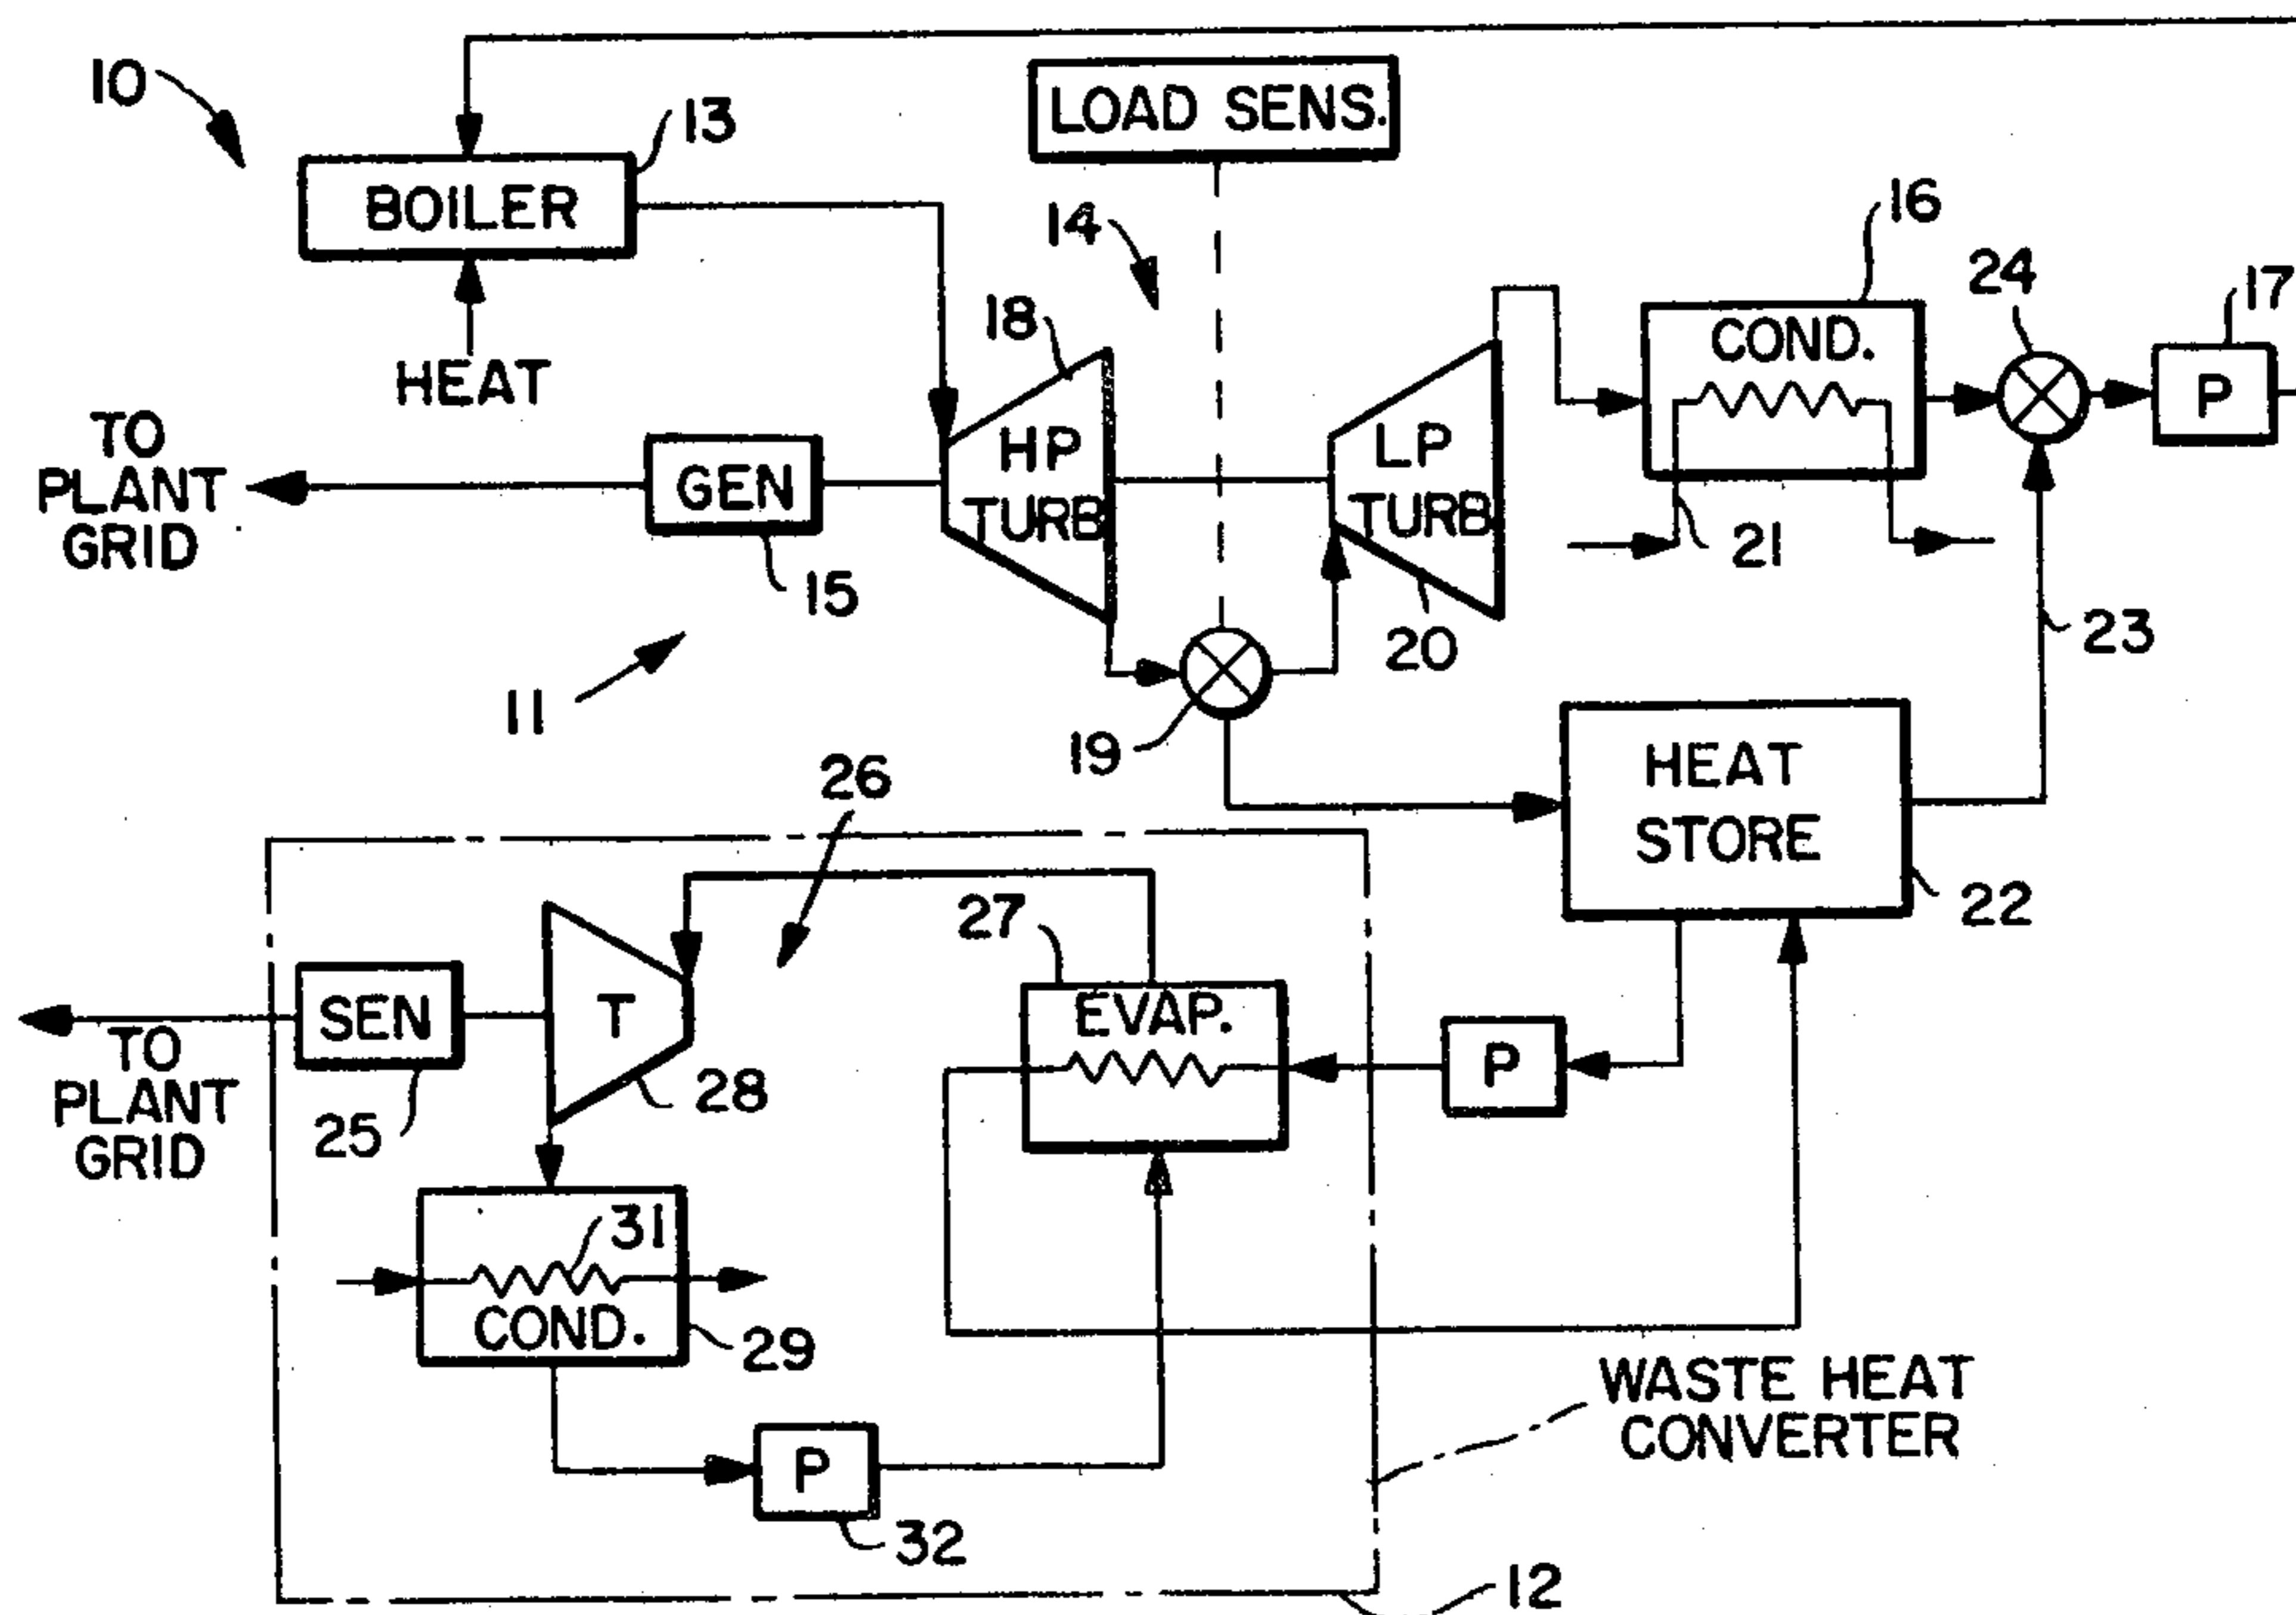 10
LOAD SENS.
13
BOILER
14
16
24
17
18
COND.
HEAT
P
TO
PLANT
GRID
GEN
HP
TURB
LP
TURB
21
15
20
23
11
19
HEAT
STORE
26
22
27
EVAP.
SEN
T
P
TO
PLANT
GRID
25
28
31
COND.
29
WASTE HEAT
CONVERTER
P
32
12